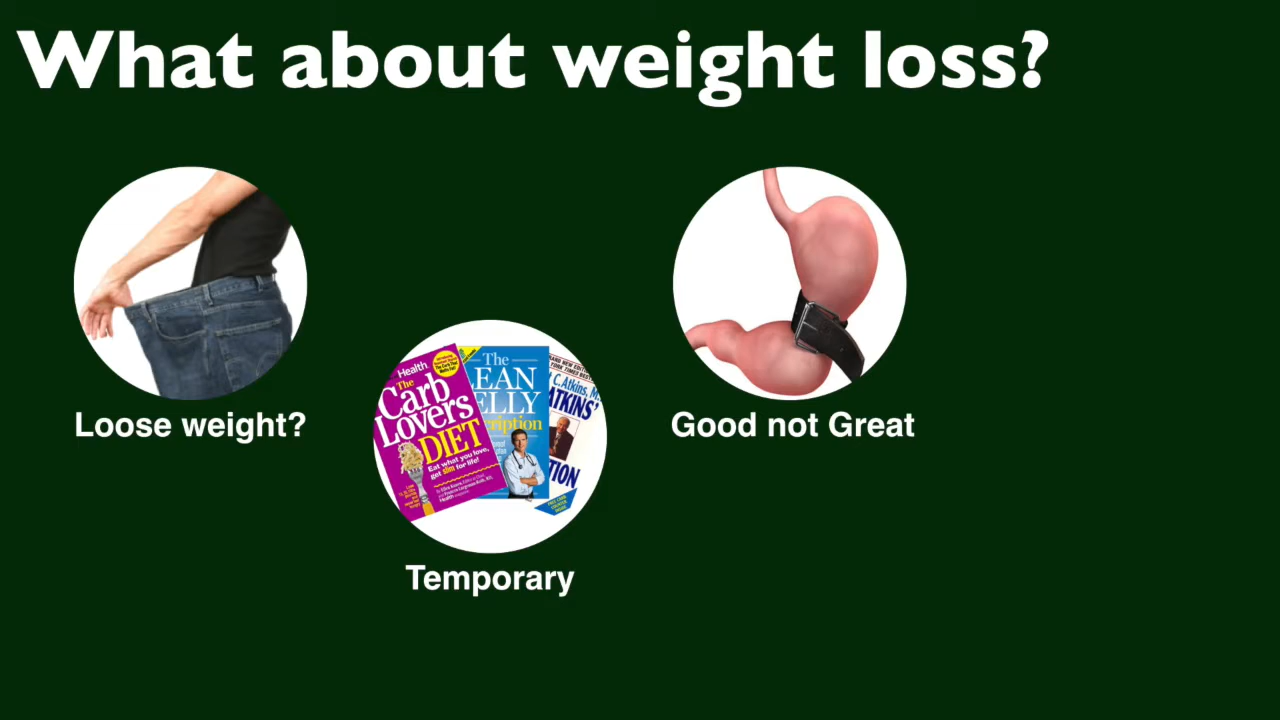 What about weight loss?
Loose weight?
Health.
The
Carb
Lovers
DIET
Eat what you love,
get slim for life!
The
EAN
ELLY
ription
C. Atkins, M
ATKINS'
TION
Temporary
Good not Great